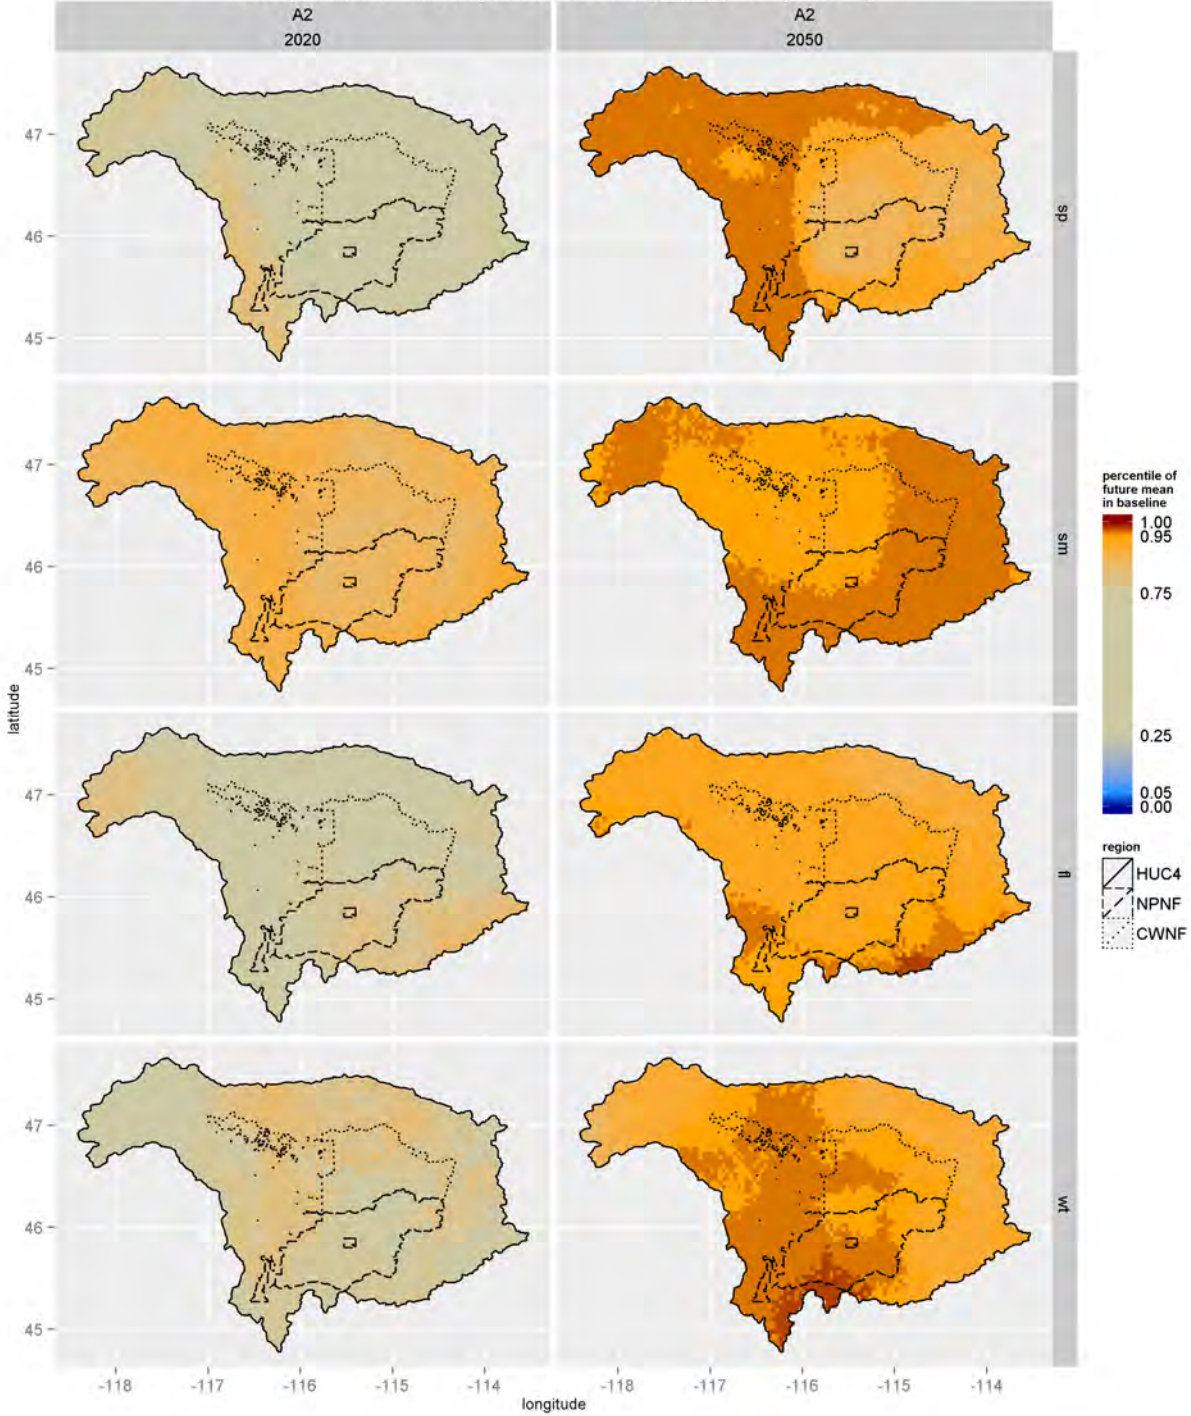 A2
2020
A2
2050
47
46
45
sp
47
46
45
sm
47
46
45
fl
47
46
45
wt
latitude
-118
-117
-116
-115
-114
-118
-117
-116
-115
-114
longitude
percentile of
future mean
in baseline
1.00
0.95
0.75
0.25
0.05
0.00
region
HUC4
NPNF
CWNF